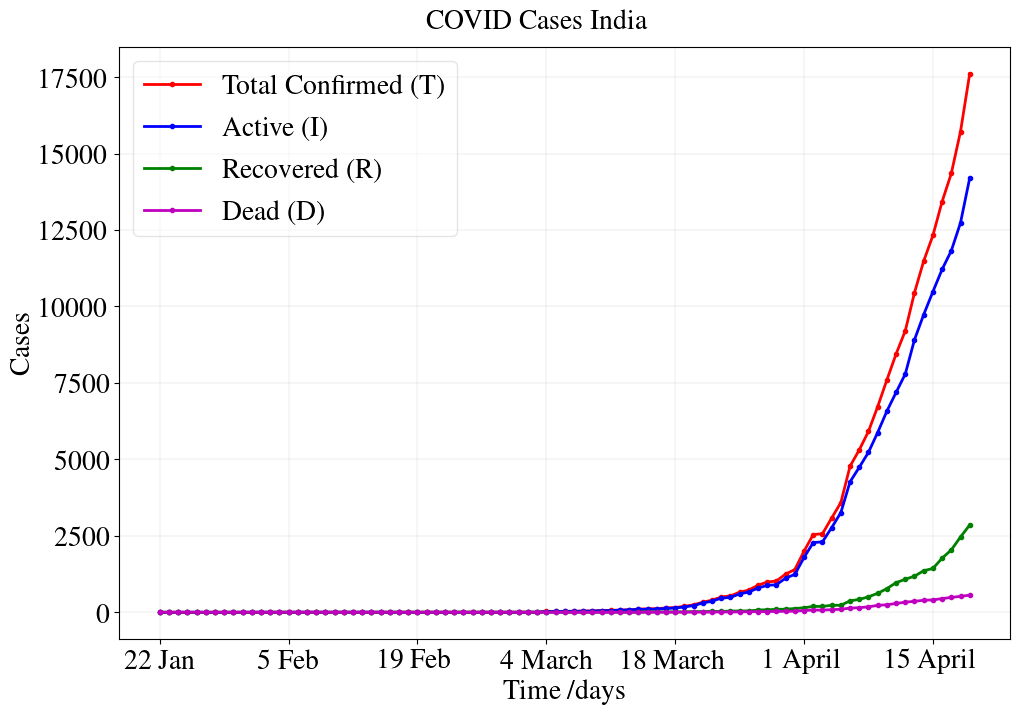 COVID Cases India
Total Confirmed (T)
Active (I)
Recovered (R)
Dead (D)
17500
15000
12500
10000
7500
5000
2500
0
Cases
22 Jan 5 Feb 19 Feb 4 March 18 March 1 April 15 April
Time /days